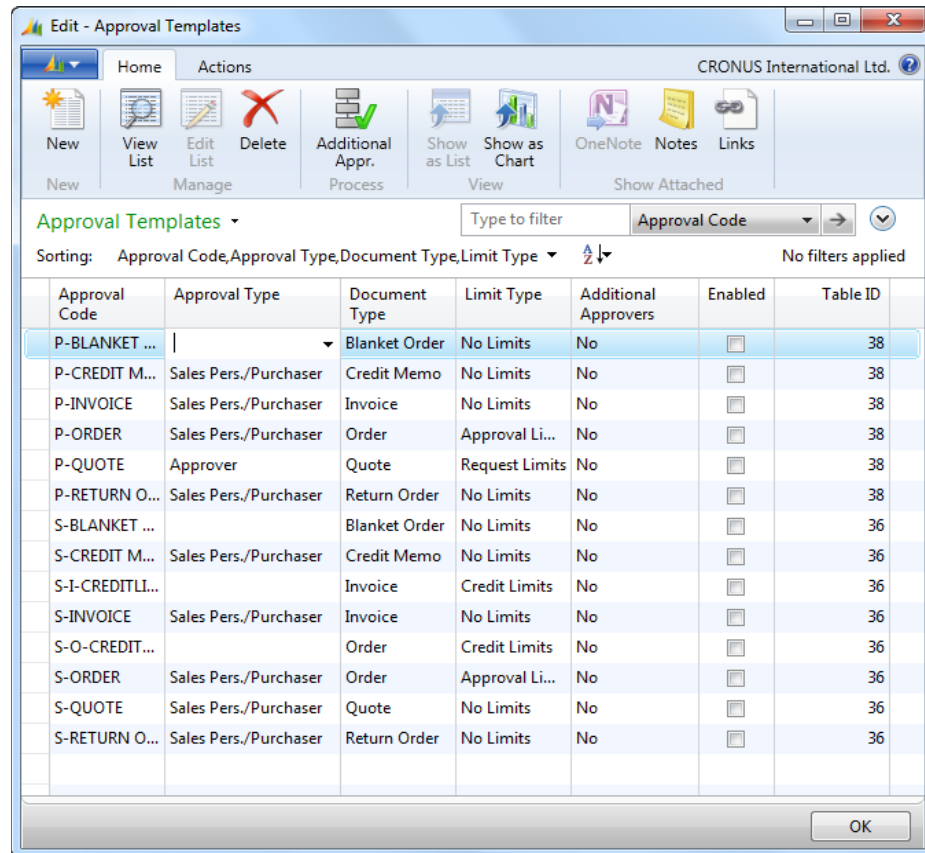 Edit - Approval Templates
Home Actions CRONUS International Ltd.
New View List Edit List Delete Additional Appr. Show as List Show as Chart OneNote Notes Links
New Manage Process View Show Attached
Approval Templates Type to filter Approval Code
Sorting: Approval Code,Approval Type,Document Type,Limit Type No filters applied
Approval Code Approval Type Document Type Limit Type Additional Approvers Enabled Table ID
P-BLANKET ... Blanket Order No Limits No 38
P-CREDIT M... Sales Pers./Purchaser Credit Memo No Limits No 38
P-INVOICE Sales Pers./Purchaser Invoice No Limits No 38
P-ORDER Sales Pers./Purchaser Order Approval Li... No 38
P-QUOTE Approver Quote Request Limits No 38
P-RETURN O... Sales Pers./Purchaser Return Order No Limits No 38
S-BLANKET ... Blanket Order No Limits No 36
S-CREDIT M... Sales Pers./Purchaser Credit Memo No Limits No 36
S-I-CREDITLI... Invoice Credit Limits No 36
S-INVOICE Sales Pers./Purchaser Invoice No Limits No 36
S-O-CREDIT... Order Credit Limits No 36
S-ORDER Sales Pers./Purchaser Order Approval Li... No 36
S-QUOTE Sales Pers./Purchaser Quote No Limits No 36
S-RETURN O... Sales Pers./Purchaser Return Order No Limits No 36
OK